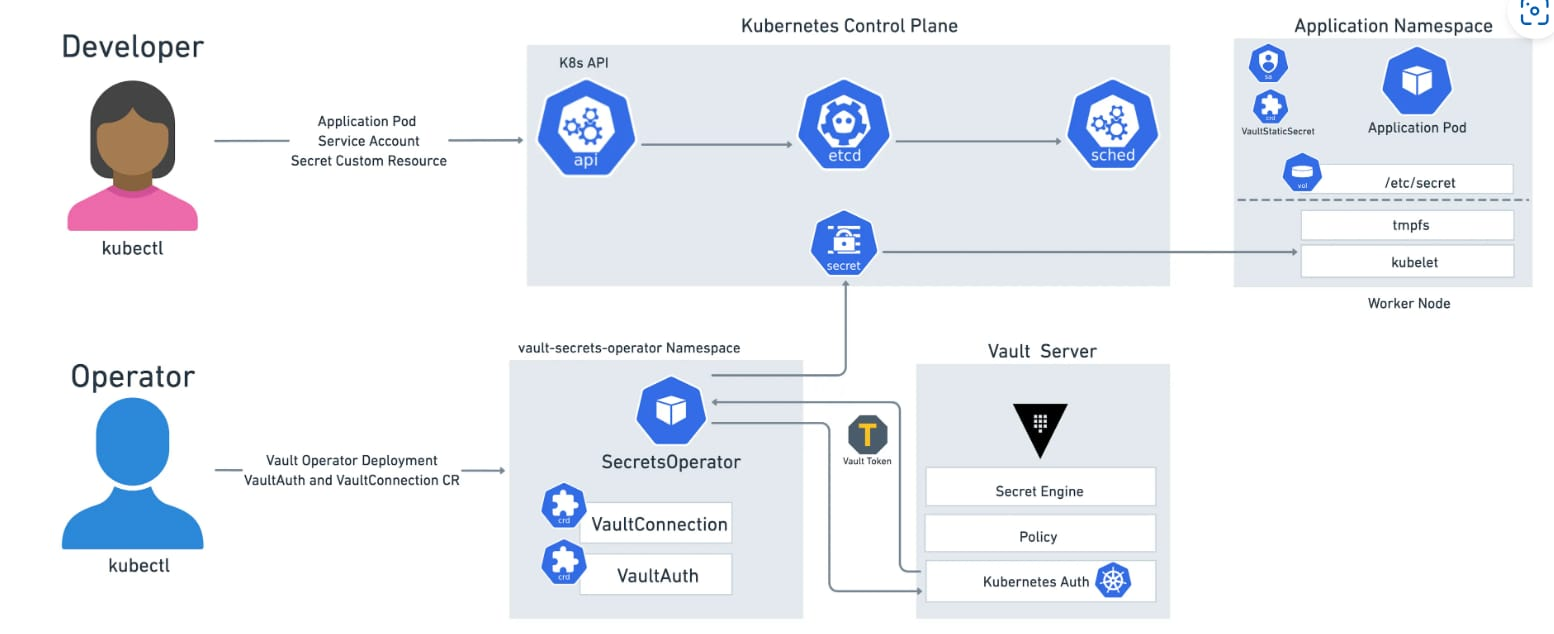 Developer
kubectl
Application Pod
Service Account
Secret Custom Resource
Kubernetes Control Plane
K8s API
api
etcd
sched
secret
Application Namespace
sa
crd
VaultStaticSecret
Application Pod
vol
/etc/secret
tmpfs
kubelet
Worker Node
Operator
kubectl
Vault Operator Deployment
VaultAuth and VaultConnection CR
vault-secrets-operator Namespace
SecretsOperator
crd
VaultConnection
crd
VaultAuth
T
Vault Token
Vault Server
Secret Engine
Policy
Kubernetes Auth